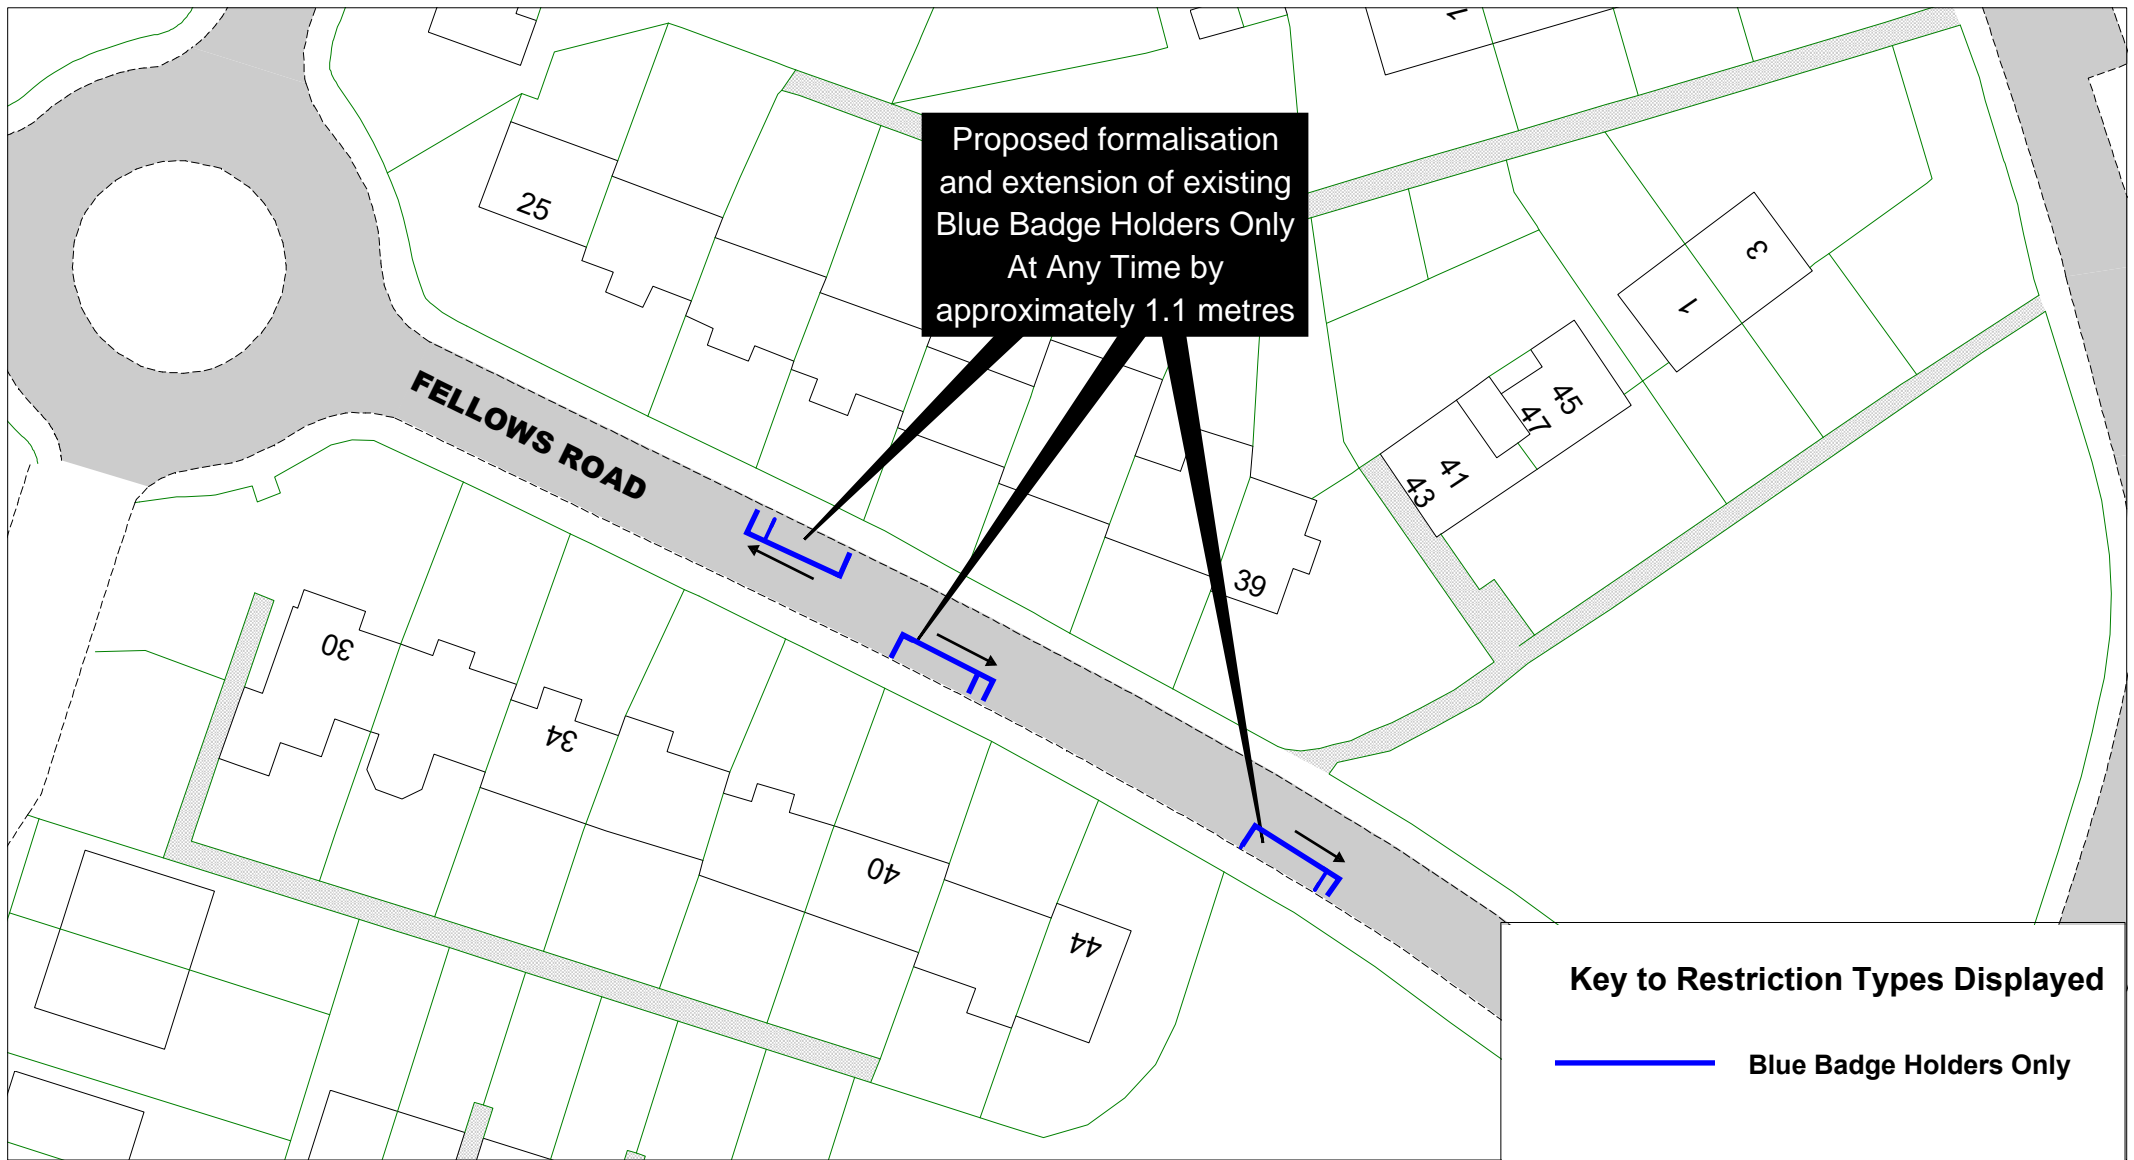 Proposed formalisation
and extension of existing
Blue Badge Holders Only
At Any Time by
approximately 1.1 metres
25
FELLOWS ROAD
3
1
45
47
41
43
39
30
34
40
44
Key to Restriction Types Displayed
Blue Badge Holders Only